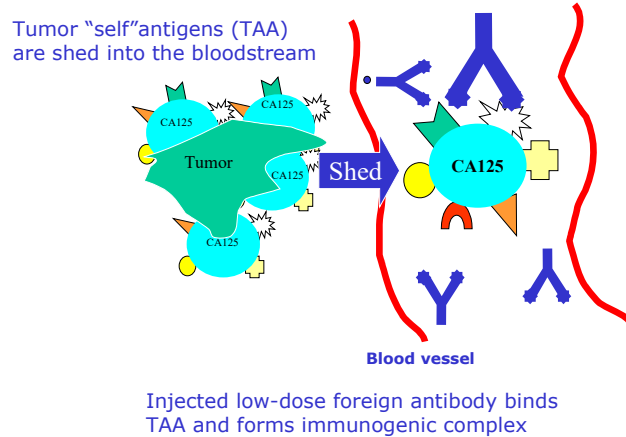 Tumor “self”antigens (TAA)
are shed into the bloodstream
CA125
CA125
Tumor
CA125
CA125
Shed
CA125
Blood vessel
Injected low-dose foreign antibody binds
TAA and forms immunogenic complex